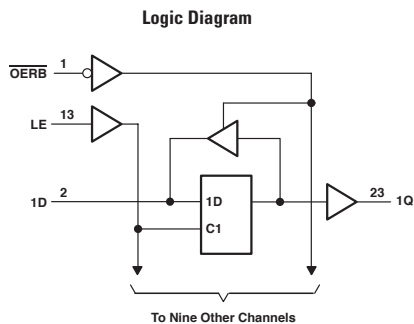 Logic Diagram
OERB 1
LE 13
1D 2
1D
C1
23 1Q
To Nine Other Channels